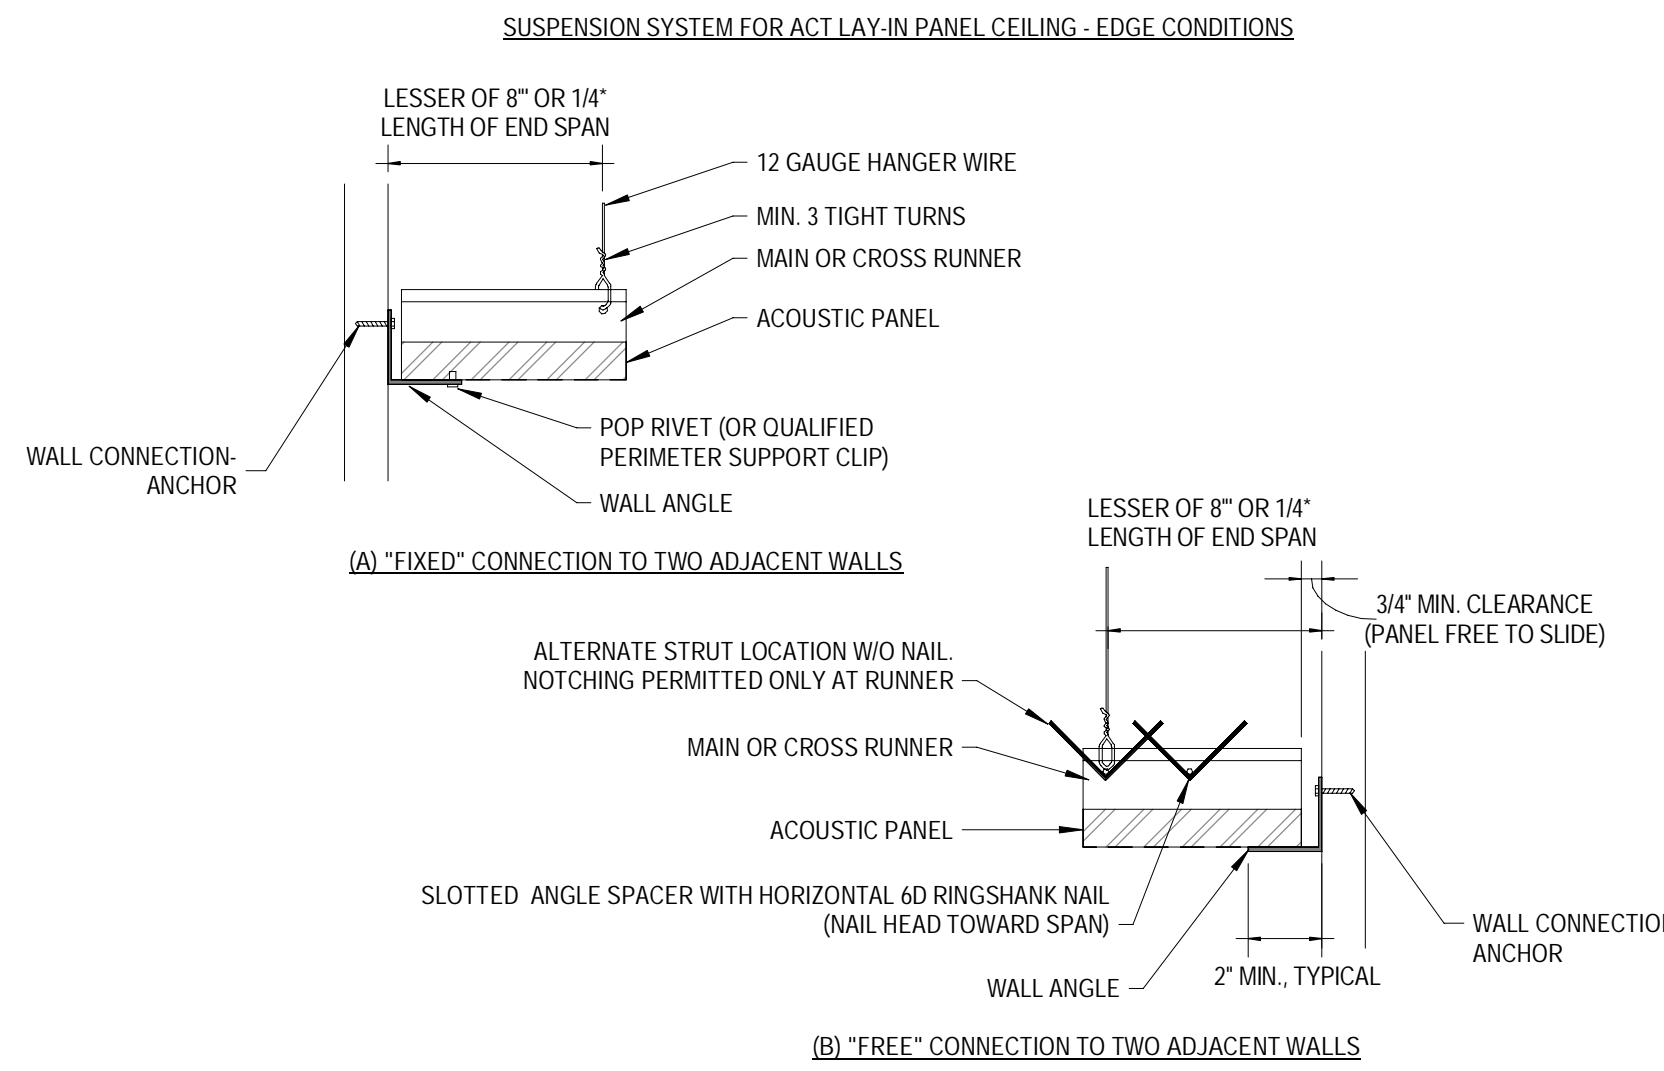 SUSPENSION SYSTEM FOR ACT LAY-IN PANEL CEILING - EDGE CONDITIONS
LESSER OF 8'" OR 1/4*
LENGTH OF END SPAN
12 GAUGE HANGER WIRE
MIN. 3 TIGHT TURNS
MAIN OR CROSS RUNNER
ACOUSTIC PANEL
POP RIVET (OR QUALIFIED
PERIMETER SUPPORT CLIP)
WALL CONNECTION-
ANCHOR
WALL ANGLE
(A) "FIXED" CONNECTION TO TWO ADJACENT WALLS
LESSER OF 8'" OR 1/4*
LENGTH OF END SPAN
3/4" MIN. CLEARANCE
(PANEL FREE TO SLIDE)
ALTERNATE STRUT LOCATION W/O NAIL.
NOTCHING PERMITTED ONLY AT RUNNER
MAIN OR CROSS RUNNER
ACOUSTIC PANEL
SLOTTED ANGLE SPACER WITH HORIZONTAL 6D RINGSHANK NAIL
(NAIL HEAD TOWARD SPAN)
WALL CONNECTION
ANCHOR
WALL ANGLE
2" MIN., TYPICAL
(B) "FREE" CONNECTION TO TWO ADJACENT WALLS